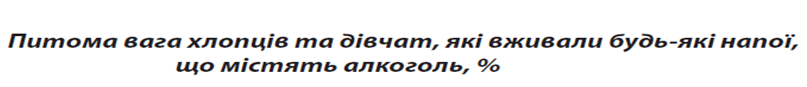 Питома вага хлопців та дівчат, які вживали будь-які напої,
що містять алкоголь, %